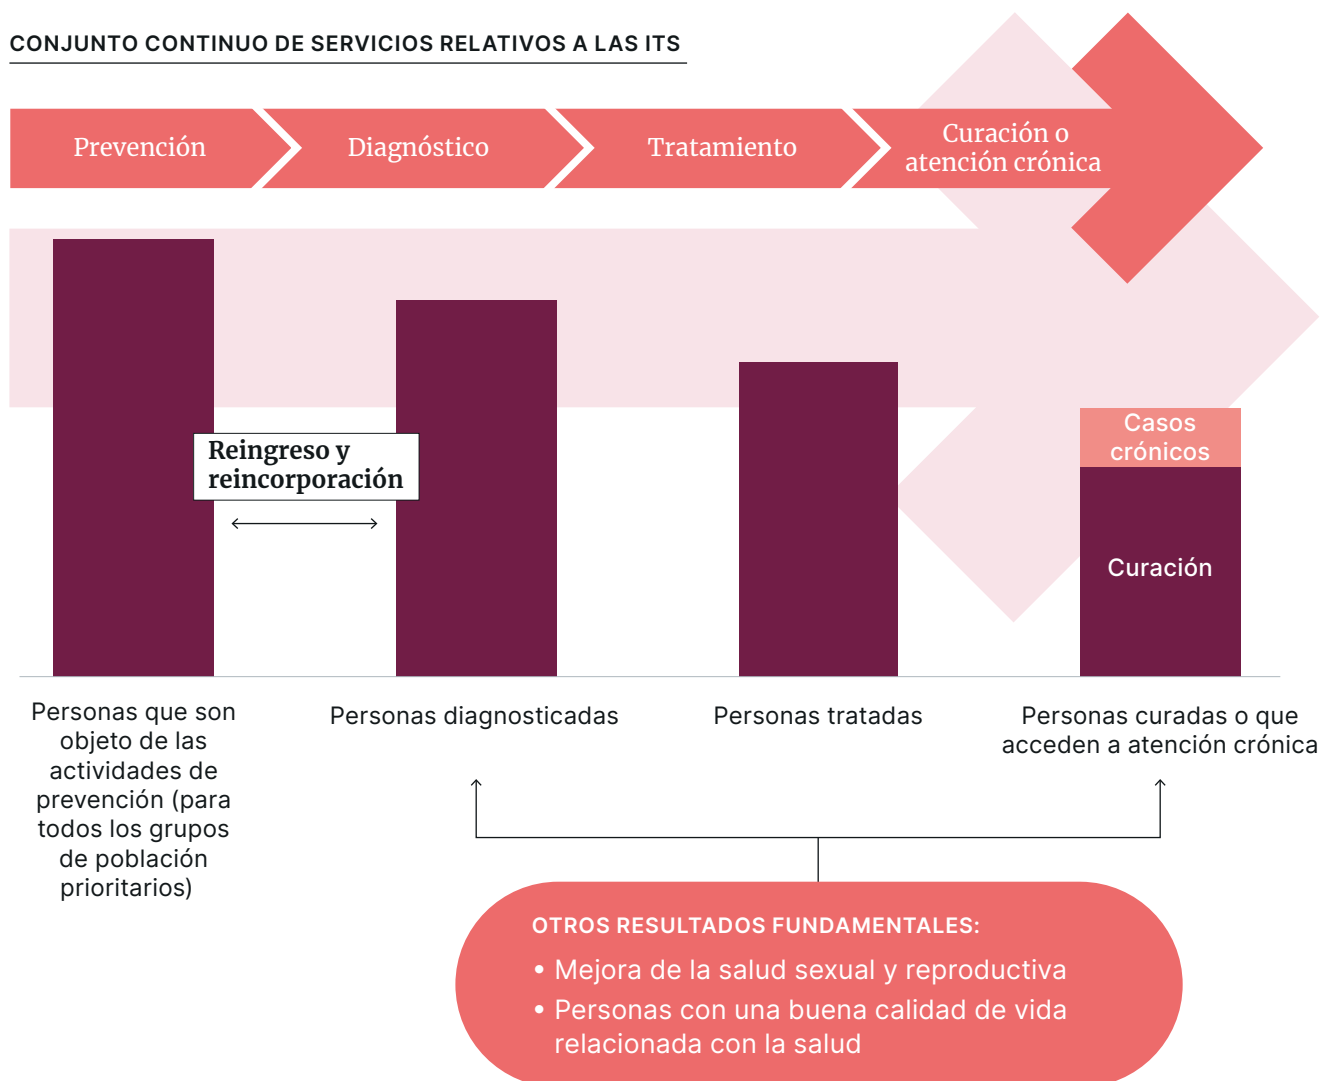 CONJUNTO CONTINUO DE SERVICIOS RELATIVOS A LAS ITS
Prevención
Diagnóstico
Tratamiento
Curación o
atención crónica
Reingreso y
reincorporación
Casos
crónicos
Curación
Personas que son
objeto de las
actividades de
prevención (para
todos los grupos
de población
prioritarios)
Personas diagnosticadas
Personas tratadas
Personas curadas o que
acceden a atención crónica
OTROS RESULTADOS FUNDAMENTALES:
• Mejora de la salud sexual y reproductiva
• Personas con una buena calidad de vida
relacionada con la salud